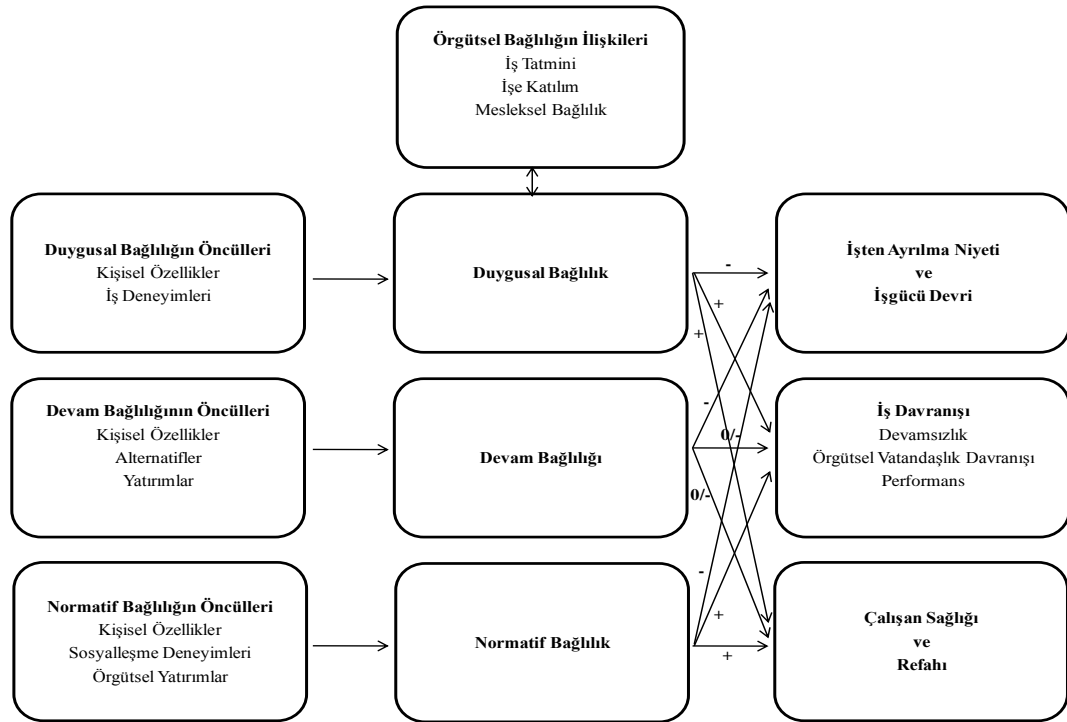 Örgütsel Bağlılığın İlişkileri
İş Tatmini
İşe Katılım
Mesleksel Bağlılık
Duygusal Bağlılığın Öncülleri
Kişisel Özellikler
İş Deneyimleri
Duygusal Bağlılık
-
+
+
İşten Ayrılma Niyeti
ve
İşgücü Devri
Devam Bağlılığının Öncülleri
Kişisel Özellikler
Alternatifler
Yatırımlar
Devam Bağlılığı
-
0/-
0/-
İş Davranışı
Devamsızlık
Örgütsel Vatandaşlık Davranışı
Performans
Normatif Bağlılığın Öncülleri
Kişisel Özellikler
Sosyalleşme Deneyimleri
Örgütsel Yatırımlar
Normatif Bağlılık
-
+
+
Çalışan Sağlığı
ve
Refahı